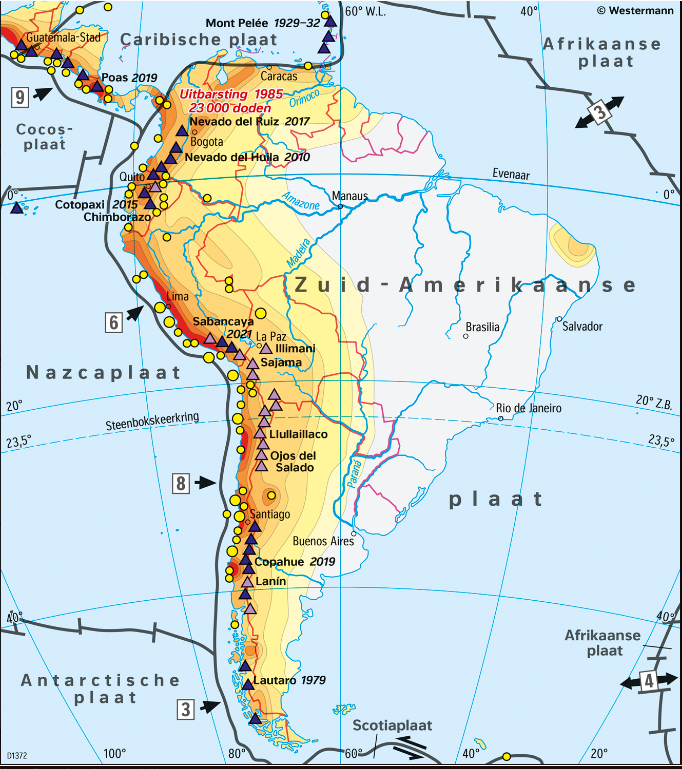 Mont Pelée 1929–32
60° W.L.
40°
© Westermann
Guatemala-Stad
Caribische plaat
Afrikaanse
plaat
Poas 2019
Caracas
Uitbarsting 1985
23 000 doden
Orinoco
9
3
Nevado del Ruiz 2017
Cocos-
plaat
Bogota
Nevado del Huila 2010
Quito
Evenaar
0°
0°
Cotopaxi 2015
Chimborazo
Amazone
Manaus
Madeira
Zuid-Amerikaanse
Lima
6
Sabancaya
2021
La Paz
Illimani
Sajama
Brasilia
Salvador
Nazcaplaat
20°
20° Z.B.
Rio de Janeiro
Steenbokskeerkring
23,5°
23,5°
Llullaillaco
Ojos del
Salado
Paraná
8
plaat
Santiago
Buenos Aires
Copahue 2019
Lanín
40°
40°
Afrikaanse
plaat
Antarctische
plaat
Lautaro 1979
4
3
Scotiaplaat
D1372
100°
80°
60°
40°
20°